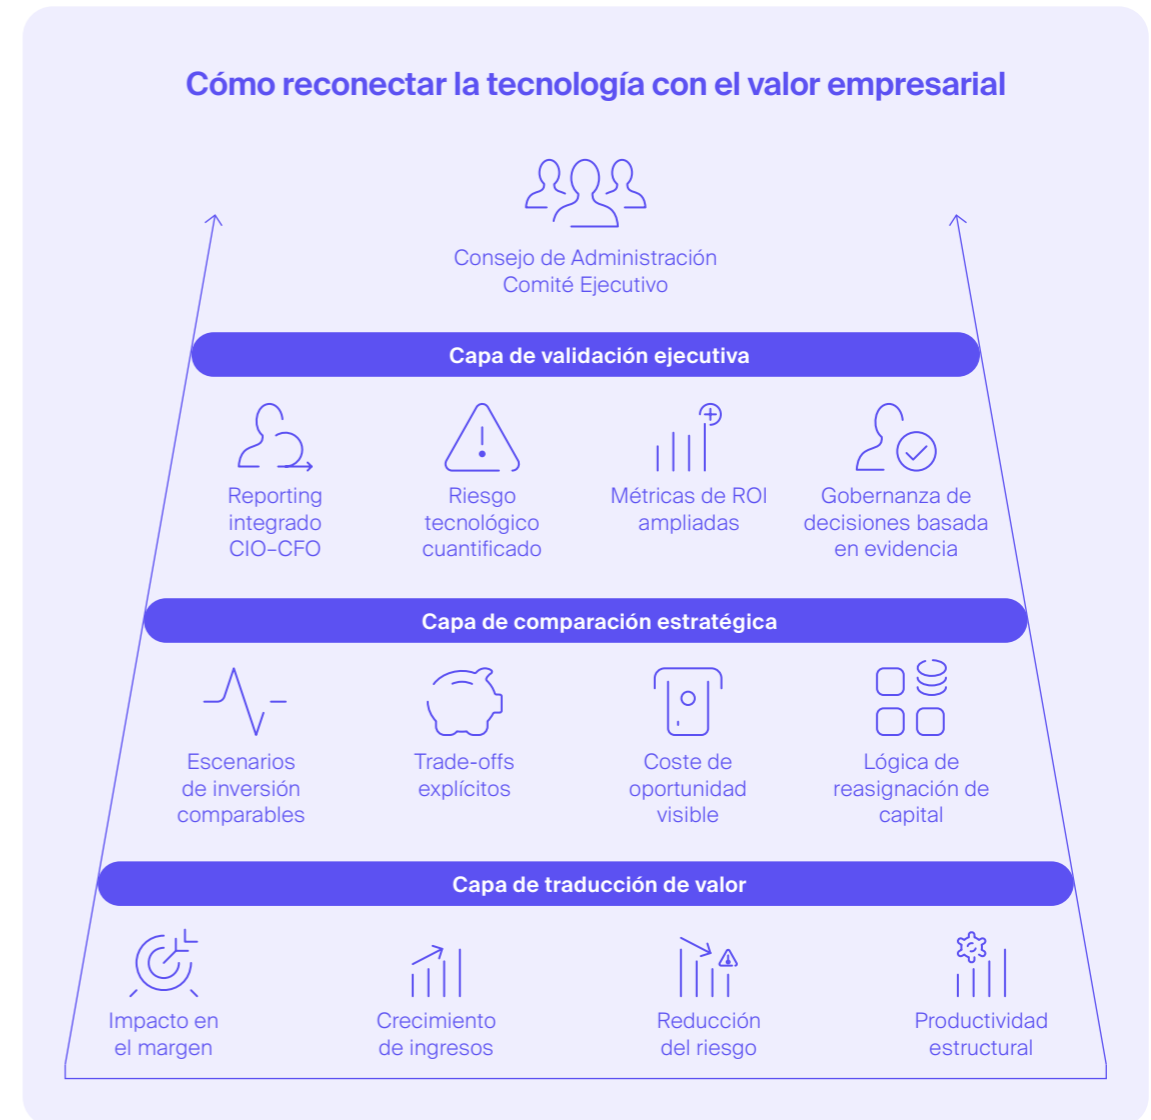 Cómo reconectar la tecnología con el valor empresarial
Consejo de Administración
Comité Ejecutivo
Capa de validación ejecutiva
Reporting
integrado
CIO–CFO
Riesgo
tecnológico
cuantificado
Métricas de ROI
ampliadas
Gobernanza de
decisiones basada
en evidencia
Capa de comparación estratégica
Escenarios
de inversión
comparables
Trade-offs
explícitos
Coste de
oportunidad
visible
Lógica de
reasignación de
capital
Capa de traducción de valor
Impacto en
el margen
Crecimiento
de ingresos
Reducción
del riesgo
Productividad
estructural